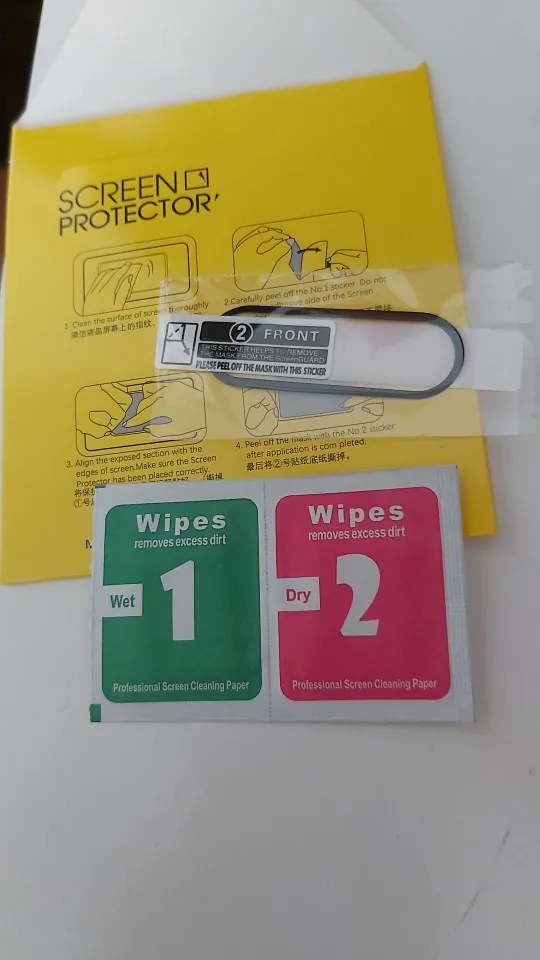 SCREEN
PROTECTOR'
1. Clean the surface of screen thoroughly
清洁液晶屏幕上的指纹、
2.Carefully peel off the No.1 sticker. Do not
side of the Screen
2 FRONT
THIS STICKER HELPS TO REMOVE
THE MASK FROM THE ScreenGUARD
PLEASE PEEL OFF THE MASK WITH THIS STICKER
3. Align the exposed section with the
edges of screen.Make sure the Screen
Protector has been placed correctly.
将保护
①号
4. Peel off the mask with the No.2 sticker
after application is com pleted.
最后将②号贴纸底纸撕掉。
Wipes
removes excess dirt
Wet
1
Professional Screen Cleaning Paper
Wipes
removes excess dirt
Dry
2
Professional Screen Cleaning Paper